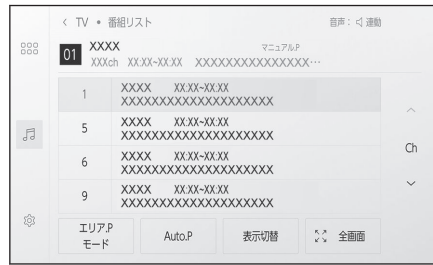 < TV • 番組リスト 音声： 連動
01 XXXX マニュアル.P
XXXch XX:XX~XX:XX XXXXXXXXXXXXXX…
1 XXXX XX:XX~XX:XX
XXXXXXXXXXXXXXXXXXXXX
5 XXXX XX:XX~XX:XX
XXXXXXXXXXXXXXXXXXXXX
6 XXXX XX:XX~XX:XX
XXXXXXXXXXXXXXXXXXXXX
9 XXXX XX:XX~XX:XX
XXXXXXXXXXXXXXXXXXXXX
Ch
エリア.P
モード
Auto.P 表示切替 全画面